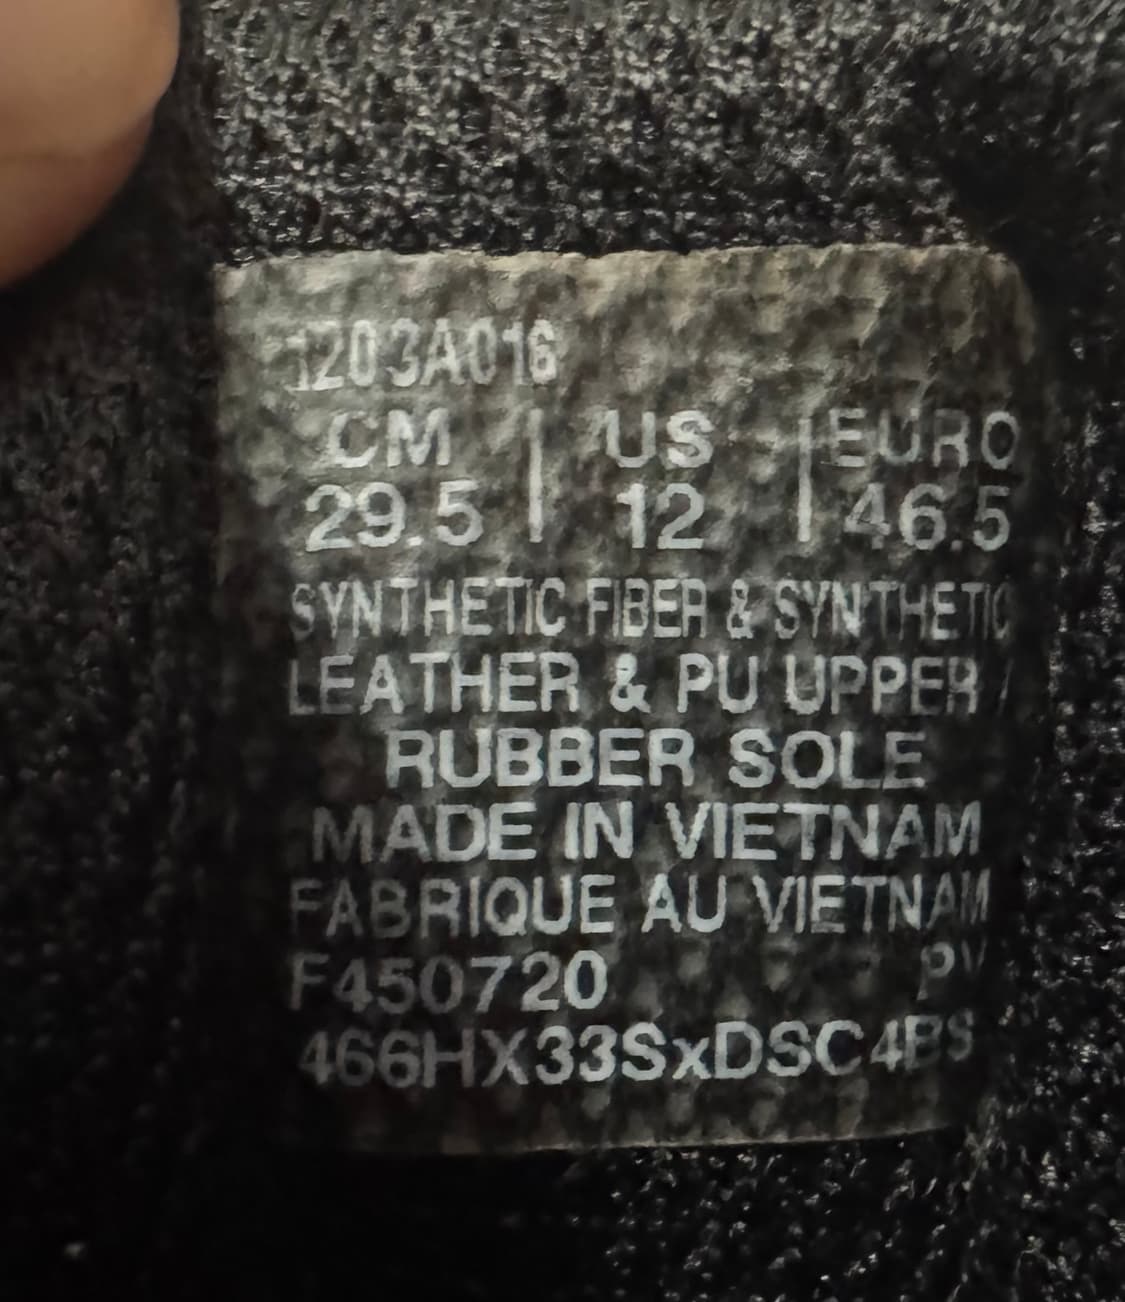 1203A016
CM | US | EURO
29.5 | 12 | 46.5
SYNTHETIC FIBER & SYNTHETIC
LEATHER & PU UPPER /
RUBBER SOLE
MADE IN VIETNAM
FABRIQUE AU VIETNAM
F450720 PV
466HX33SxDSC4BS